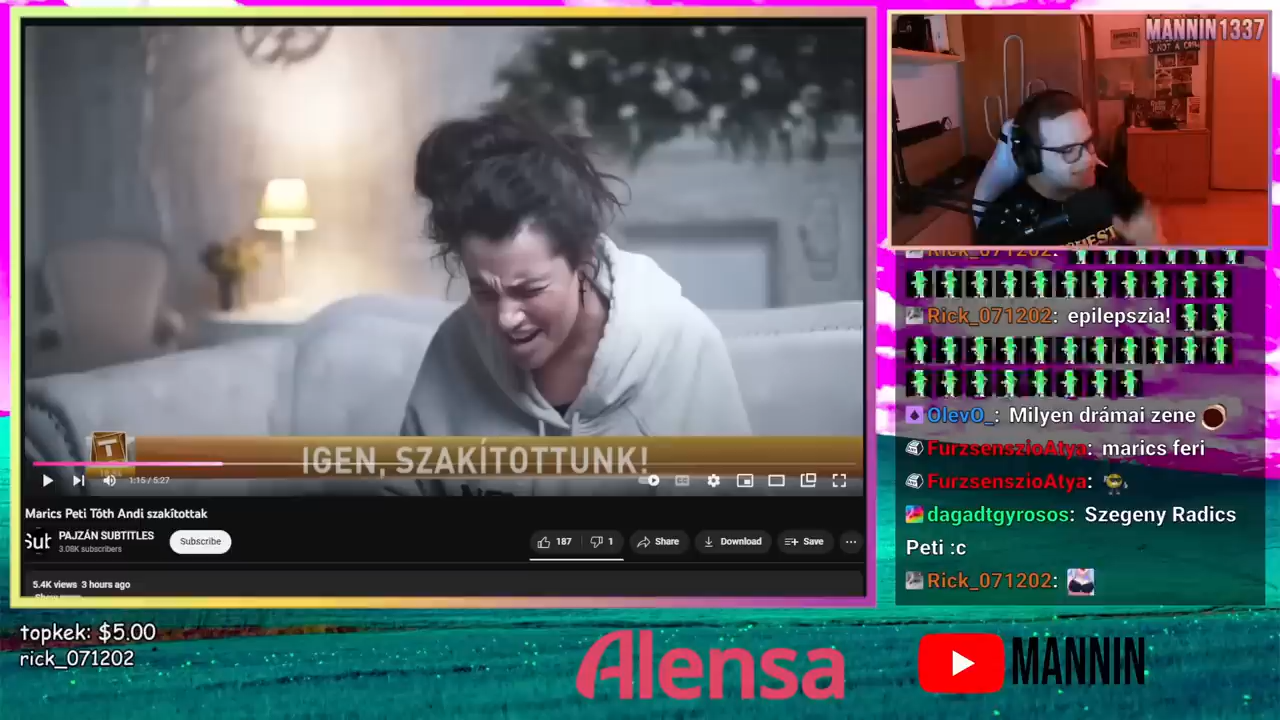 MANNIN1337
IGEN, SZAKÍTOTTUNK!
1:15 / 5:27
Marics Peti Tóth Andi szakítottak
PAJZÁN SUBTITLES
3.08K subscribers
Subscribe
187
1
Share
Download
Save
5.4K views 3 hours ago
Rick_071202:
Rick_071202: epilepszia!
OlevO_: Milyen drámai zene
FurzsenszioAtya: marics feri
FurzsenszioAtya:
dagadtgyrosos: Szegeny Radics
Peti :c
Rick_071202:
topkek: $5.00
rick_071202
Alensa
MANNIN